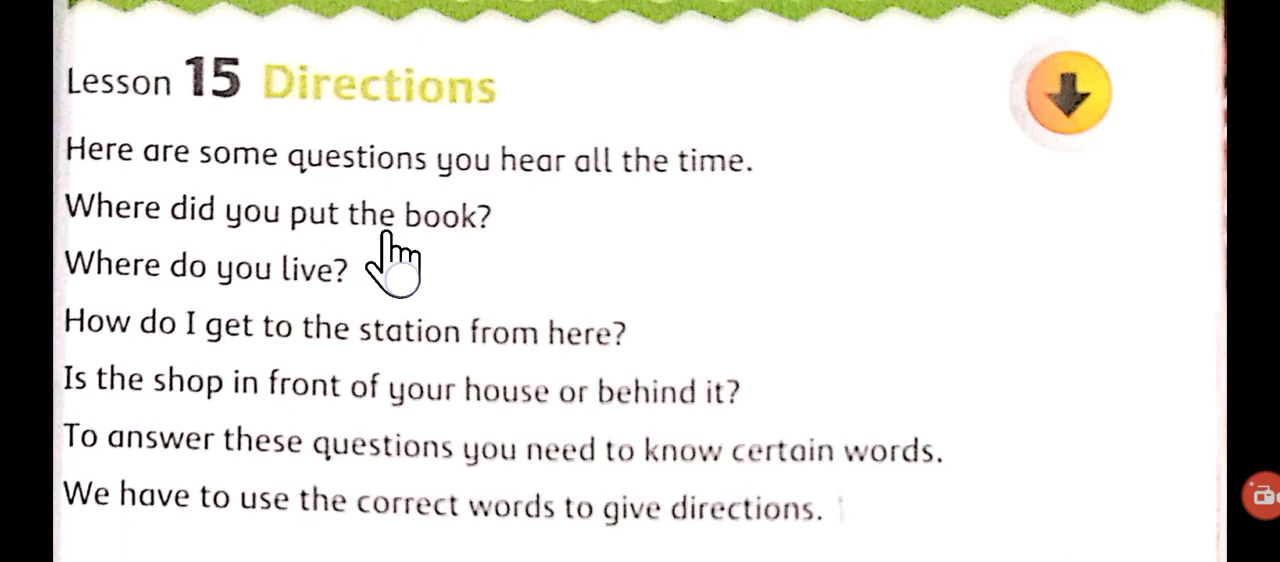 Lesson 15 Directions
Here are some questions you hear all the time.
Where did you put the book?
Where do you live?
How do I get to the station from here?
Is the shop in front of your house or behind it?
To answer these questions you need to know certain words.
We have to use the correct words to give directions.